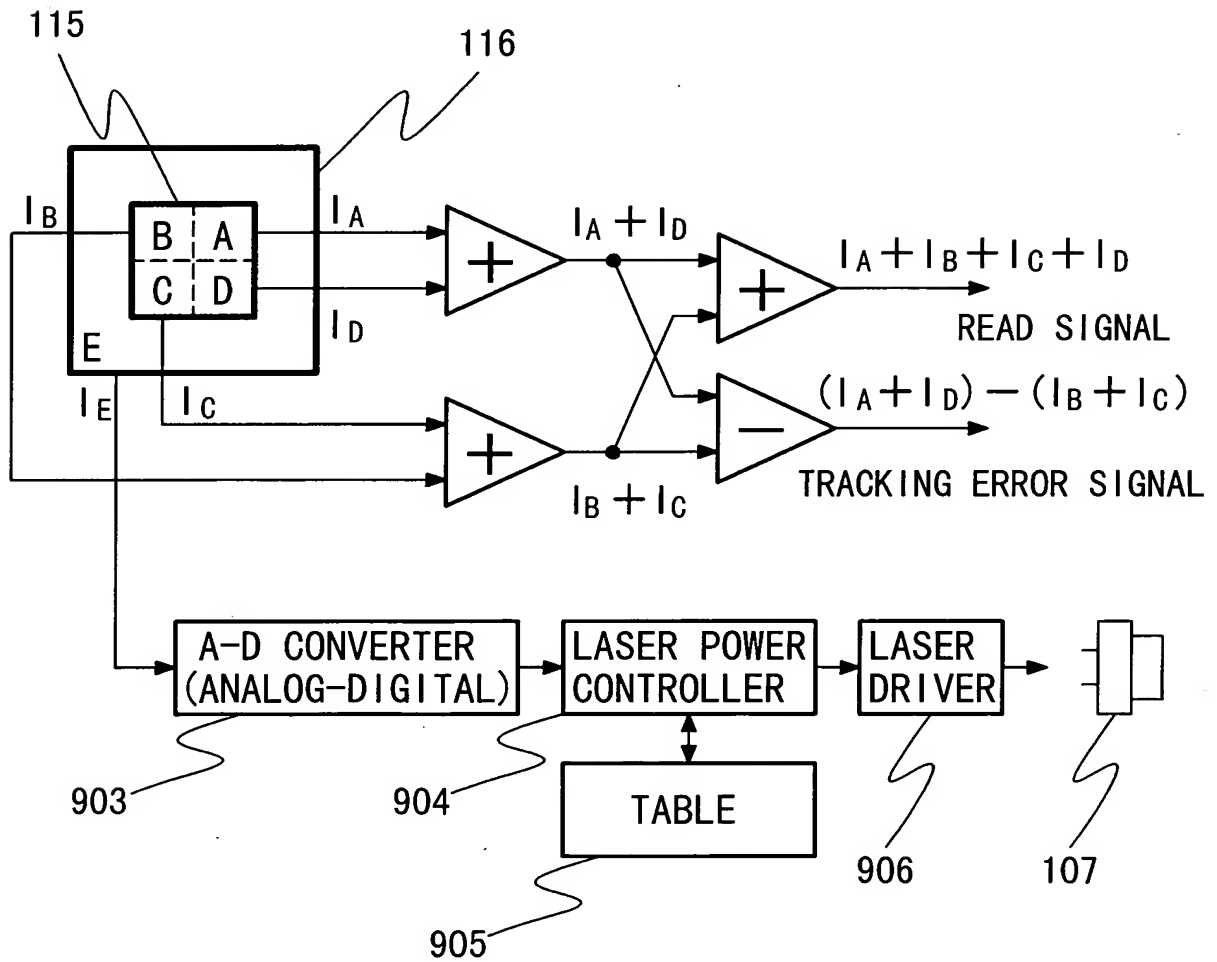 115
116
I_B
B A
C D
E
I_A
I_D
I_E
I_C
+
I_A + I_D
+
I_A + I_B + I_C + I_D
READ SIGNAL
+
I_B + I_C
−
(I_A + I_D) − (I_B + I_C)
TRACKING ERROR SIGNAL
A-D CONVERTER
(ANALOG-DIGITAL)
LASER POWER
CONTROLLER
LASER
DRIVER
903
904
TABLE
905
906
107